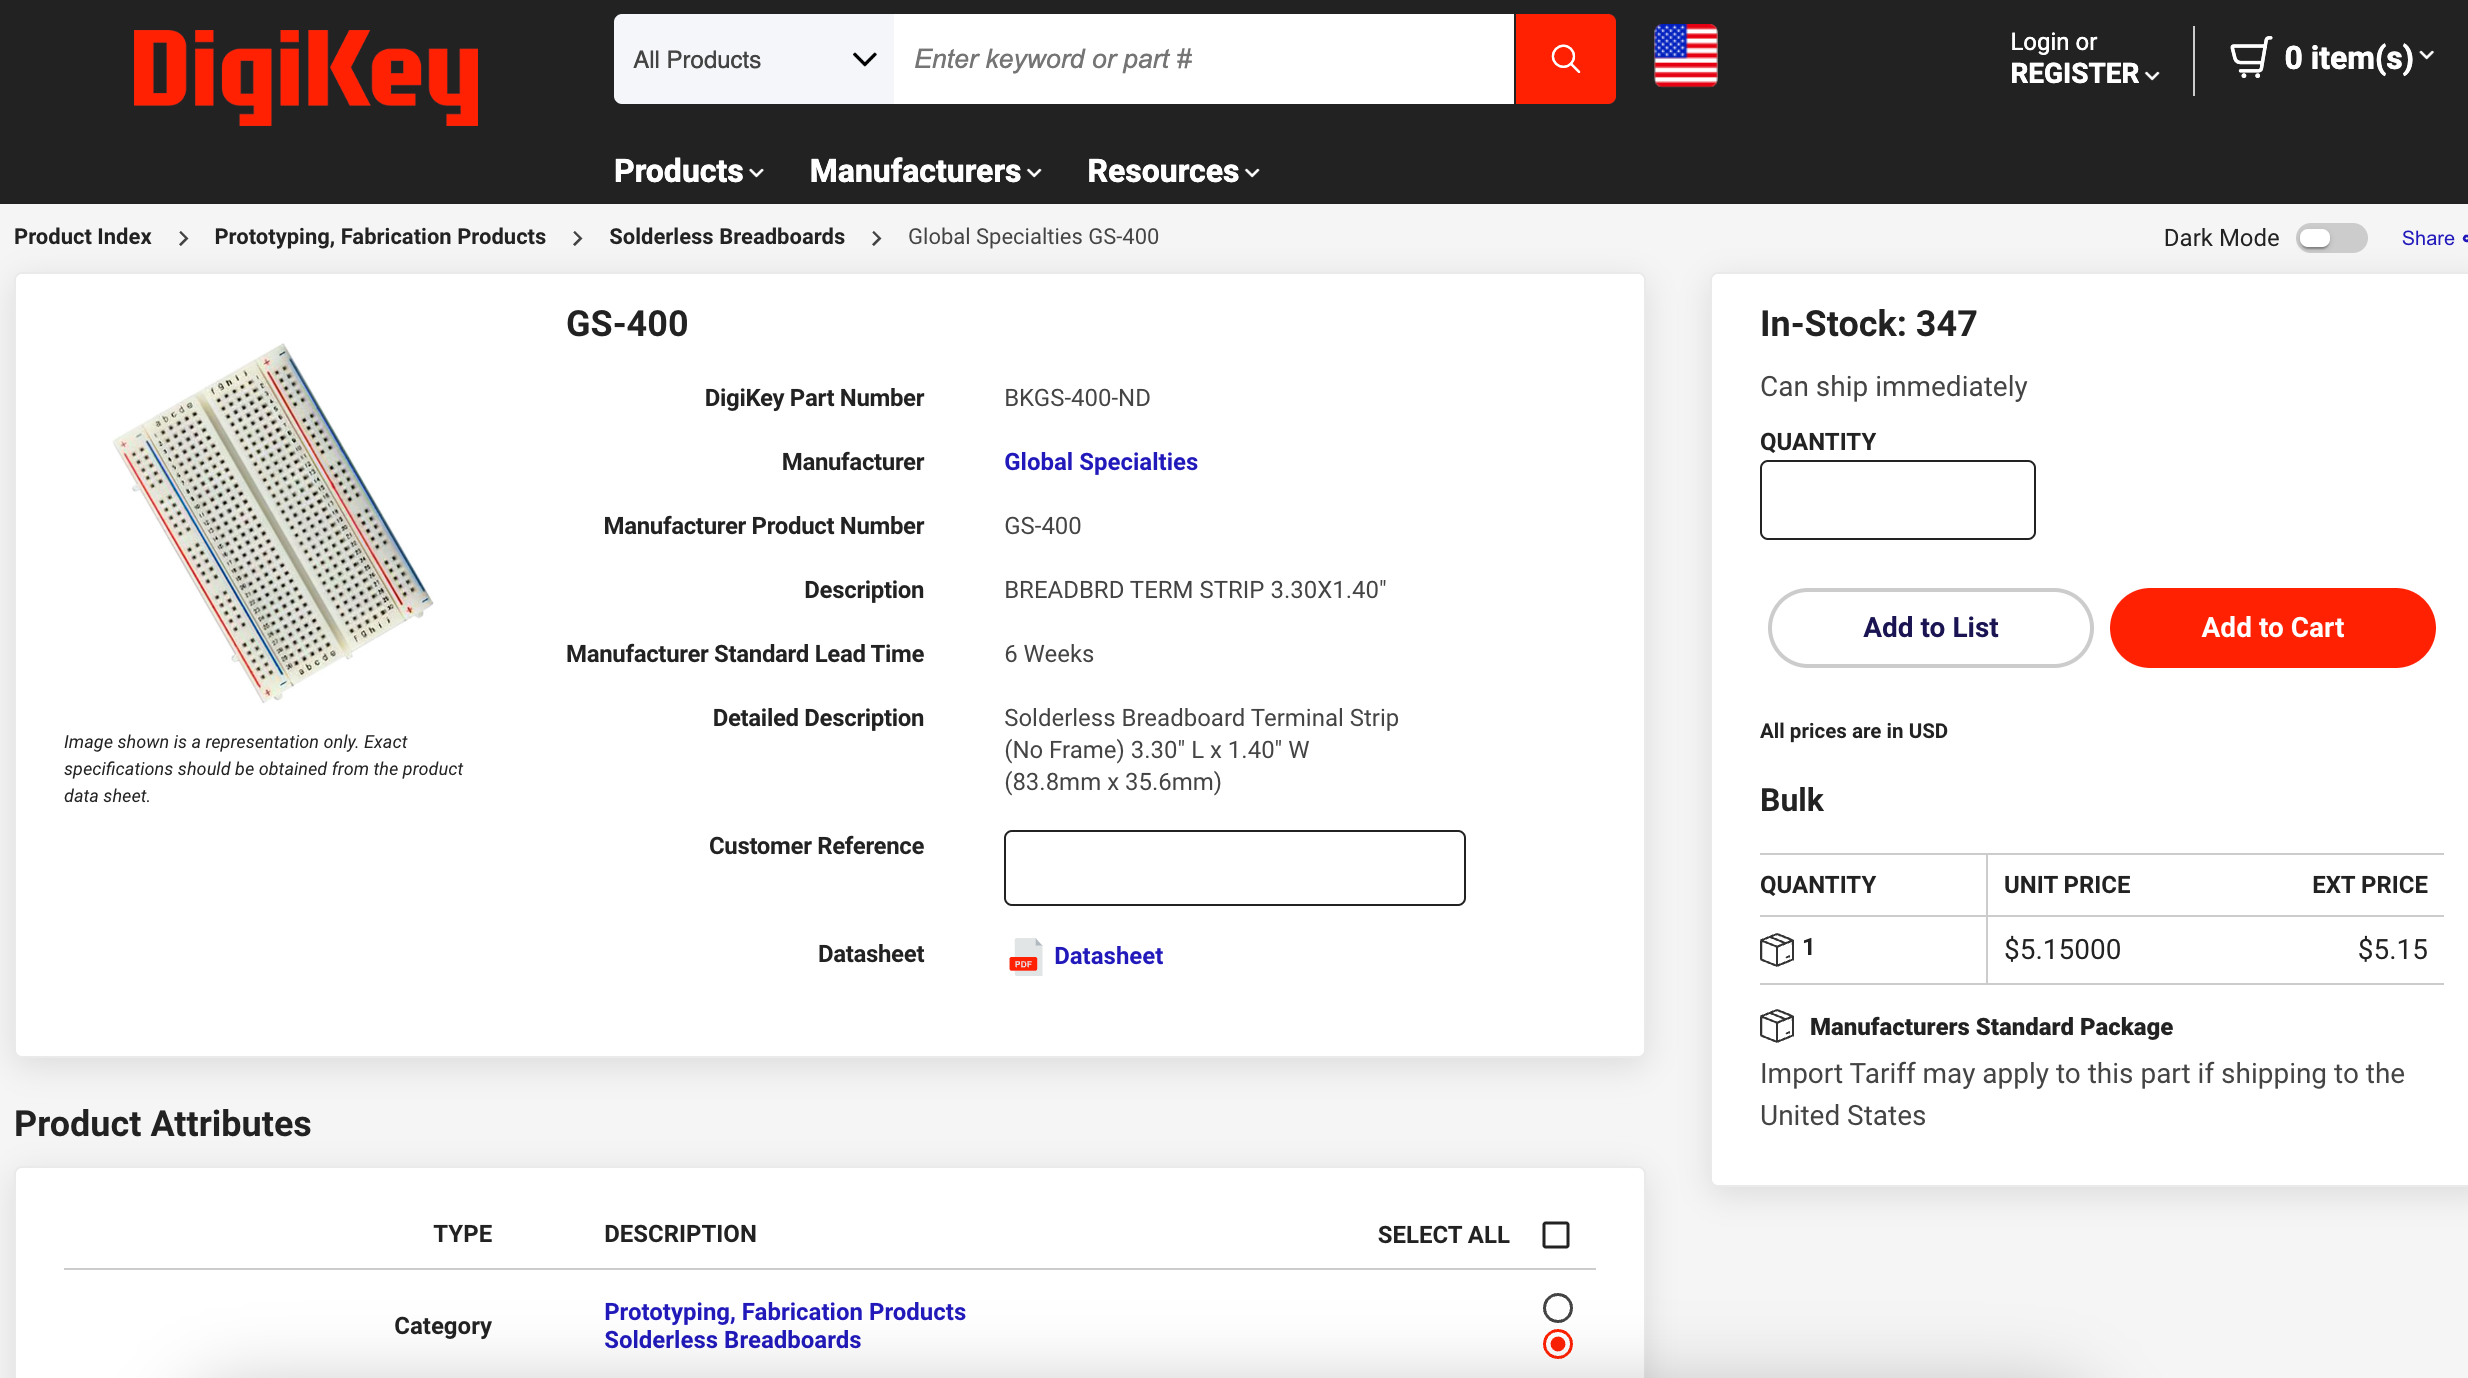 DigiKey
All Products
Enter keyword or part #
Login or
REGISTER
0 item(s)
Products
Manufacturers
Resources
Product Index
Prototyping, Fabrication Products
Solderless Breadboards
Global Specialties GS-400
Dark Mode
Share
GS-400
DigiKey Part Number
BKGS-400-ND
Manufacturer
Global Specialties
Manufacturer Product Number
GS-400
Description
BREADBRD TERM STRIP 3.30X1.40"
Manufacturer Standard Lead Time
6 Weeks
Detailed Description
Solderless Breadboard Terminal Strip
(No Frame) 3.30" L x 1.40" W
(83.8mm x 35.6mm)
Customer Reference
Datasheet
PDF
Datasheet
Image shown is a representation only. Exact
specifications should be obtained from the product
data sheet.
In-Stock: 347
Can ship immediately
QUANTITY
Add to List
Add to Cart
All prices are in USD
Bulk
QUANTITY
UNIT PRICE
EXT PRICE
1
$5.15000
$5.15
Manufacturers Standard Package
Import Tariff may apply to this part if shipping to the
United States
Product Attributes
TYPE
DESCRIPTION
SELECT ALL
Category
Prototyping, Fabrication Products
Solderless Breadboards